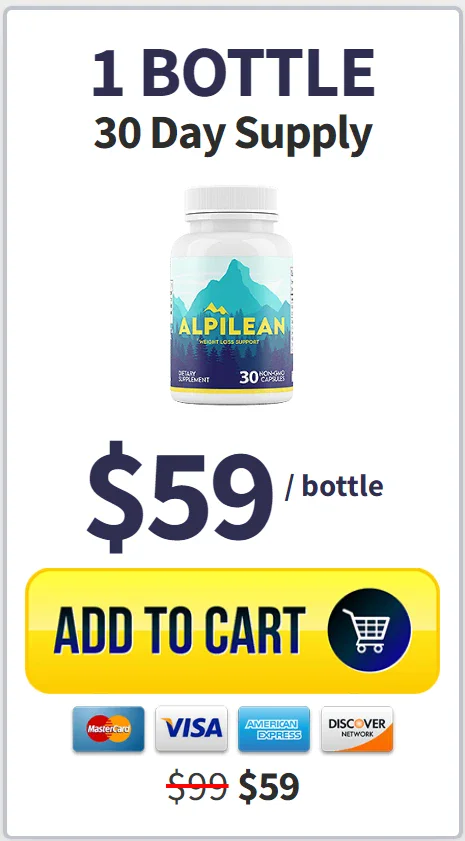 1 BOTTLE
30 Day Supply
ALPILEAN
WEIGHT LOSS SUPPORT
DIETARY
SUPPLEMENT
30 NON-GMO
CAPSULES
$59 / bottle
ADD TO CART
MasterCard
VISA
AMERICAN
EXPRESS
DISCOVER
NETWORK
$99 $59